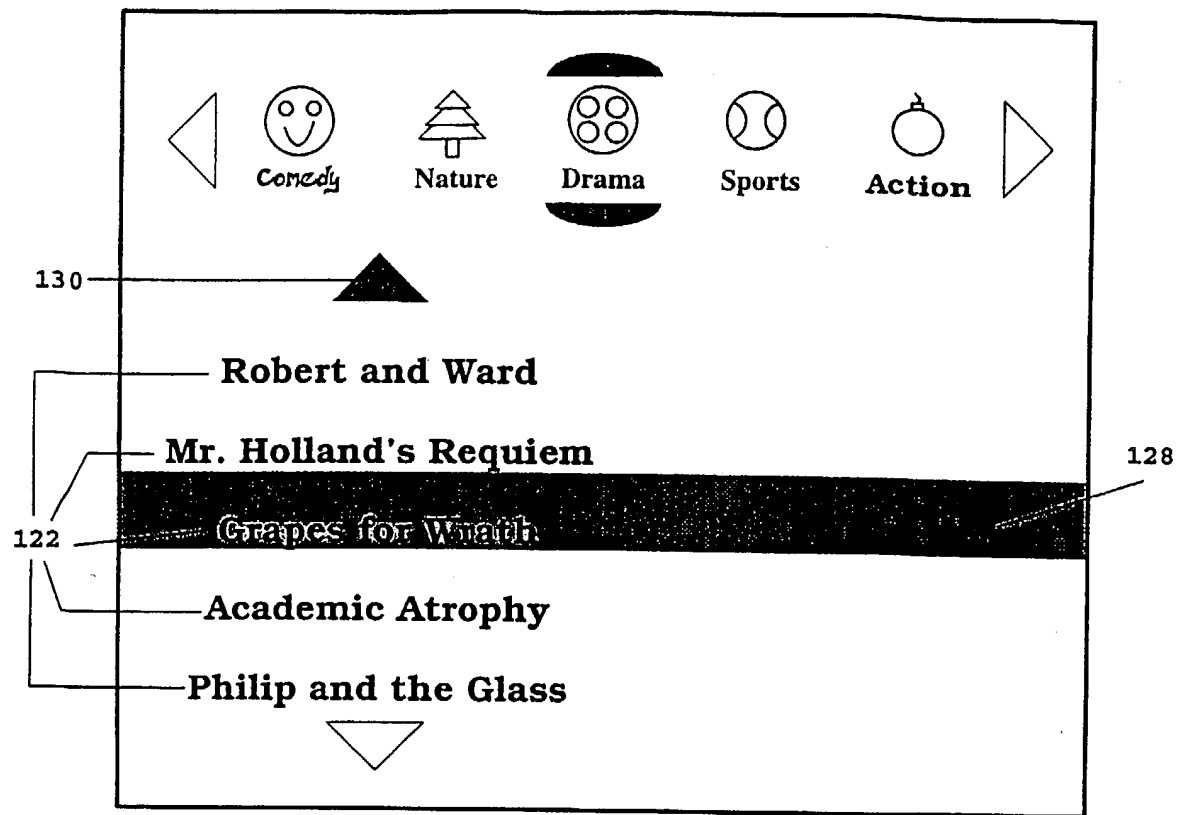 Comedy Nature Drama Sports Action
130
Robert and Ward
Mr. Holland's Requiem
128
Grapes for Wrath
122
Academic Atrophy
Philip and the Glass